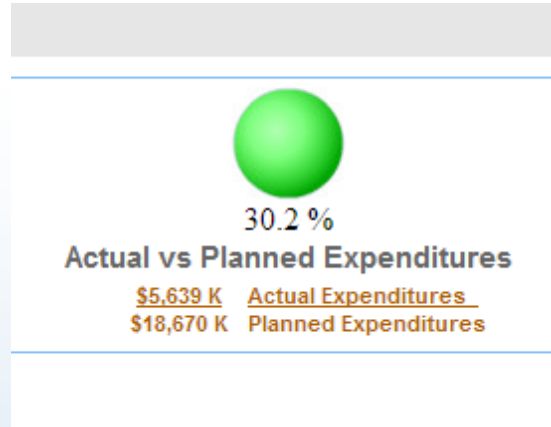 30.2 %
Actual vs Planned Expenditures
$5,639 K Actual Expenditures
$18,670 K Planned Expenditures